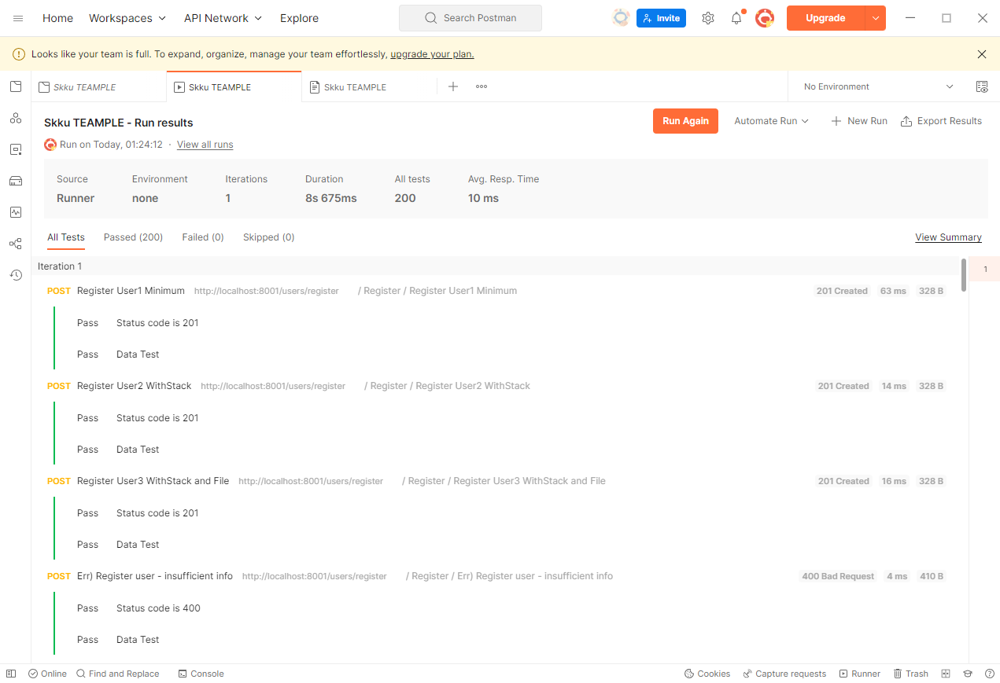 Home Workspaces API Network Explore Search Postman Invite Upgrade
Looks like your team is full. To expand, organize, manage your team effortlessly, upgrade your plan.
Skku TEAMPLE Skku TEAMPLE Skku TEAMPLE No Environment
Skku TEAMPLE - Run results Run Again Automate Run New Run Export Results
Run on Today, 01:24:12 · View all runs
Source Environment Iterations Duration All tests Avg. Resp. Time
Runner none 1 8s 675ms 200 10 ms
All Tests Passed (200) Failed (0) Skipped (0) View Summary
Iteration 1 1
POST Register User1 Minimum http://localhost:8001/users/register / Register / Register User1 Minimum 201 Created 63 ms 328 B
Pass Status code is 201
Pass Data Test
POST Register User2 WithStack http://localhost:8001/users/register / Register / Register User2 WithStack 201 Created 14 ms 328 B
Pass Status code is 201
Pass Data Test
POST Register User3 WithStack and File http://localhost:8001/users/register / Register / Register User3 WithStack and File 201 Created 16 ms 328 B
Pass Status code is 201
Pass Data Test
POST Err) Register user - insufficient info http://localhost:8001/users/register / Register / Err) Register user - insufficient info 400 Bad Request 4 ms 410 B
Pass Status code is 400
Pass Data Test
Online Find and Replace Console Cookies Capture requests Runner Trash